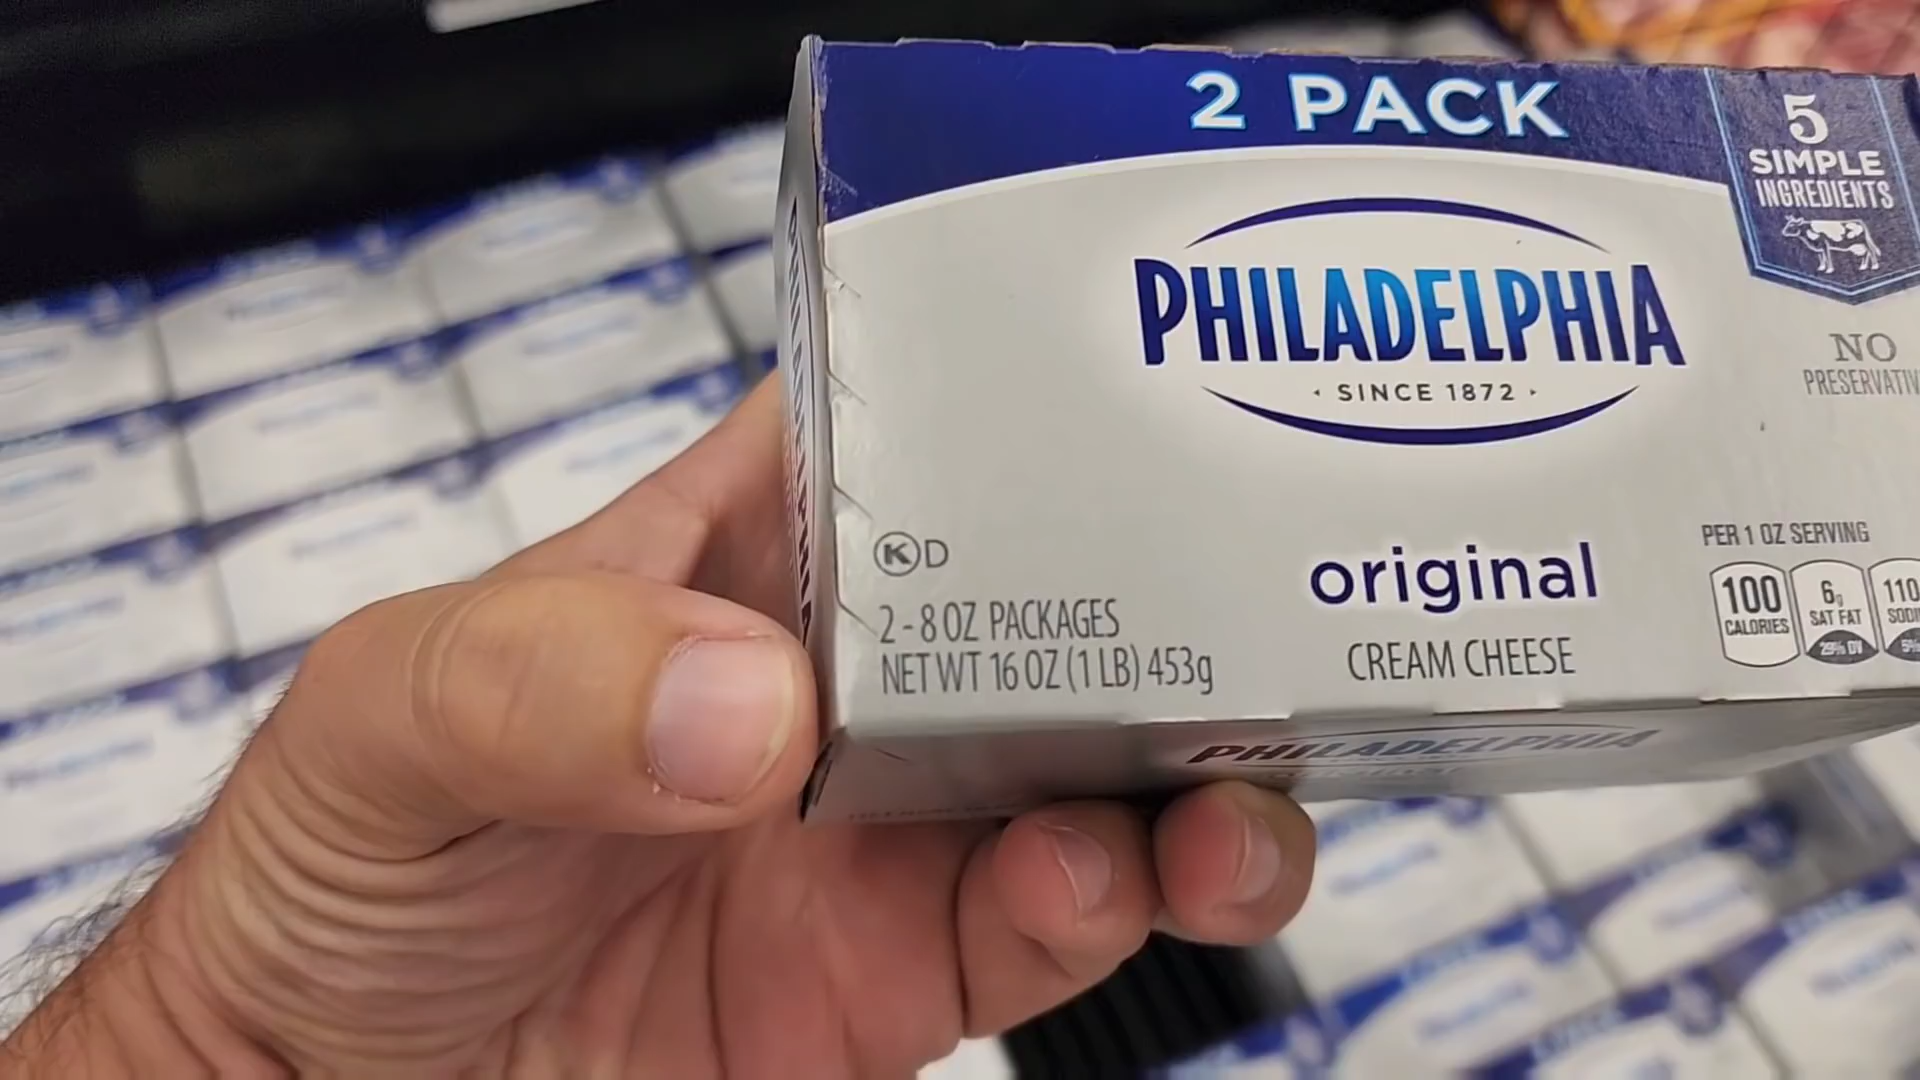 2 PACK
5
SIMPLE
INGREDIENTS
PHILADELPHIA
SINCE 1872
NO
PRESERVATIV
K D
2-8 OZ PACKAGES
NET WT 16 OZ (1 LB) 453g
original
CREAM CHEESE
PER 1 OZ SERVING
100
CALORIES
6g
SAT FAT
29% DV
110
SODI
5%
PHILADELPHIA
PHILADELPHIA